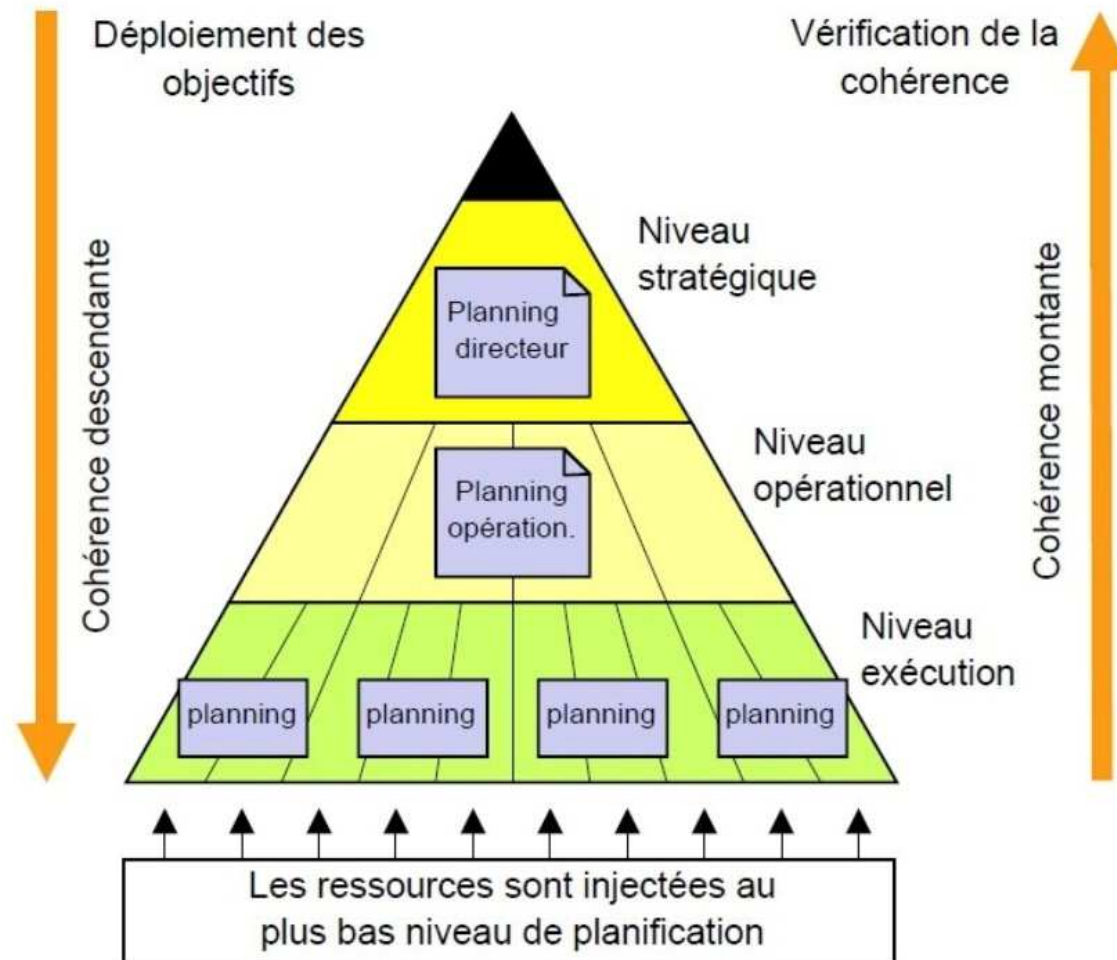 Déploiement des
objectifs
Vérification de la
cohérence
Cohérence descendante
Niveau
stratégique
Planning
directeur
Cohérence montante
Niveau
opérationnel
Planning
opération.
Niveau
exécution
planning
planning
planning
planning
Les ressources sont injectées au
plus bas niveau de planification